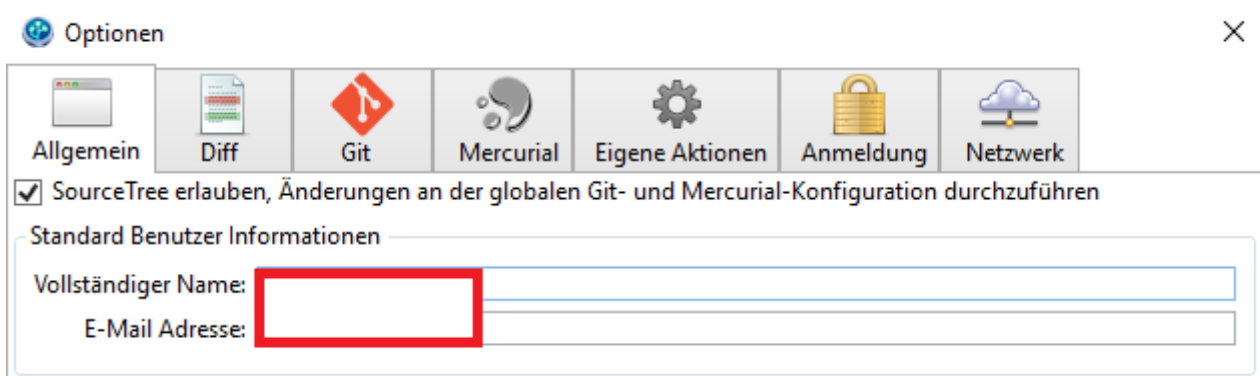 Optionen
Allgemein Diff Git Mercurial Eigene Aktionen Anmeldung Netzwerk
SourceTree erlauben, Änderungen an der globalen Git- und Mercurial-Konfiguration durchzuführen
Standard Benutzer Informationen
Vollständiger Name:
E-Mail Adresse: